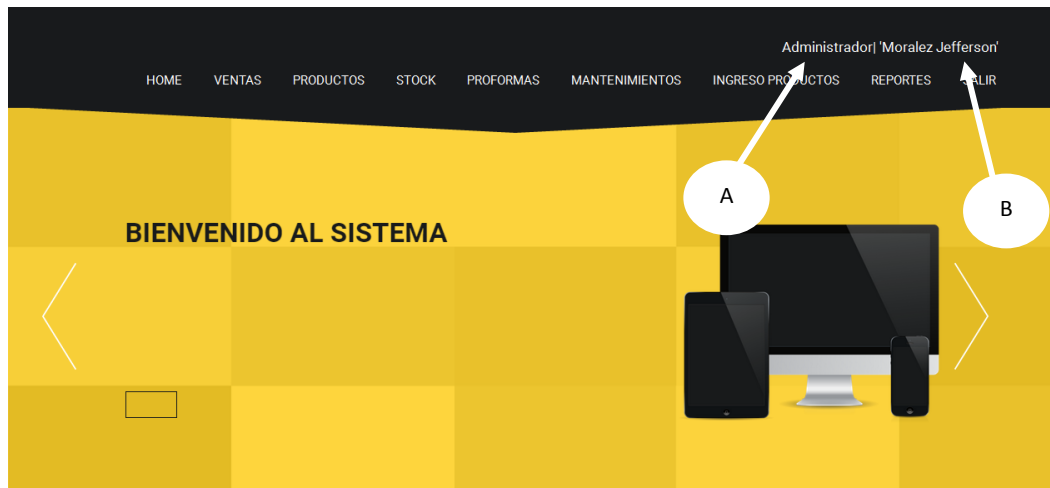 Administrador| 'Moralez Jefferson'
HOME VENTAS PRODUCTOS STOCK PROFORMAS MANTENIMIENTOS INGRESO PRODUCTOS REPORTES SALIR
A
B
BIENVENIDO AL SISTEMA